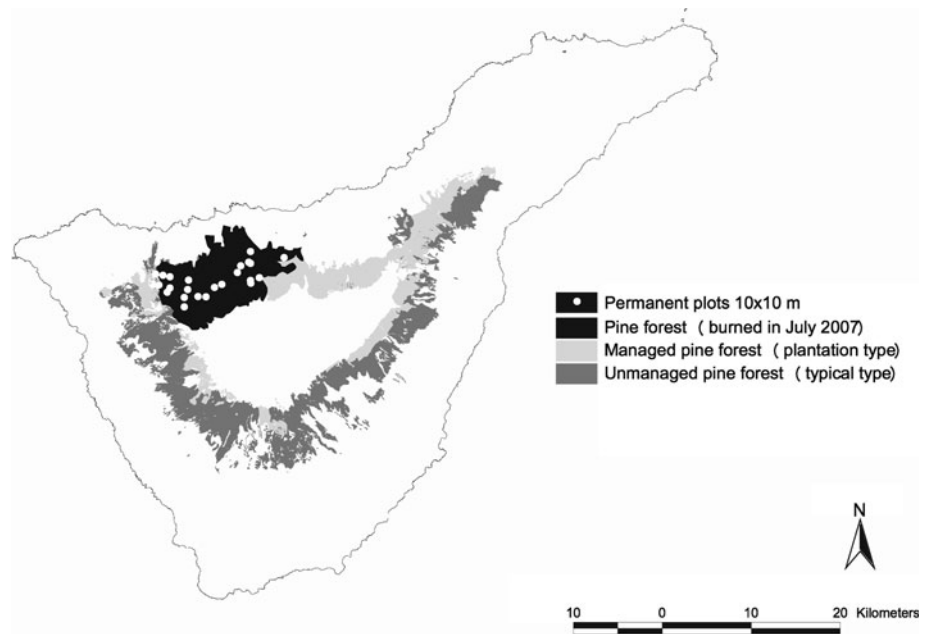 Permanent plots 10x10 m
Pine forest ( burned in July 2007)
Managed pine forest ( plantation type)
Unmanaged pine forest ( typical type)
N
10 0 10 20 Kilometers